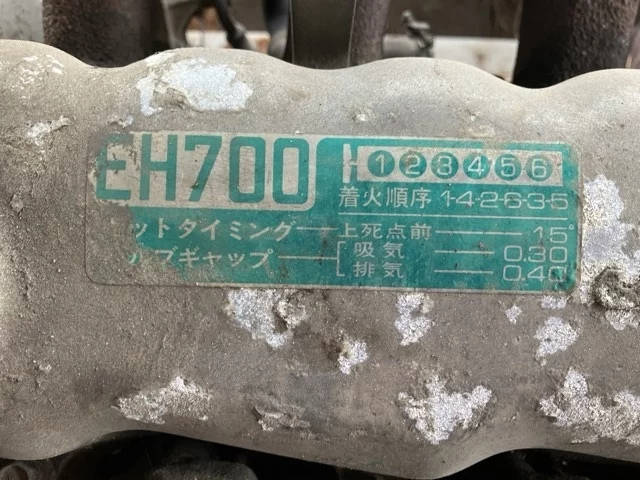 EH700
①②③④⑤⑥
着火順序 1-4-2-6-3-5
ットタイミング 上死点前 15°
ルブギャップ 吸気 0.30
排気 0.40